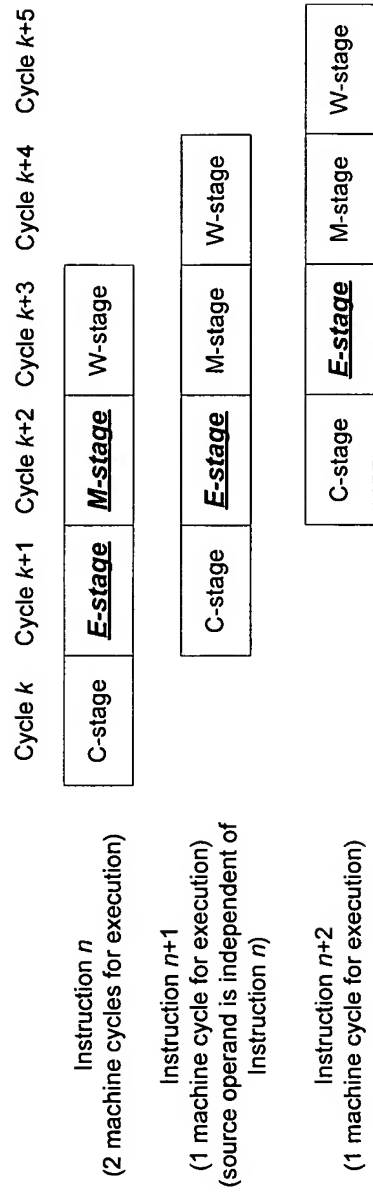 Cycle k Cycle k+1 Cycle k+2 Cycle k+3 Cycle k+4 Cycle k+5
Instruction n
(2 machine cycles for execution)
C-stage E-stage M-stage W-stage
Instruction n+1
(1 machine cycle for execution)
(source operand is independent of
Instruction n)
C-stage E-stage M-stage W-stage
Instruction n+2
(1 machine cycle for execution)
C-stage E-stage M-stage W-stage